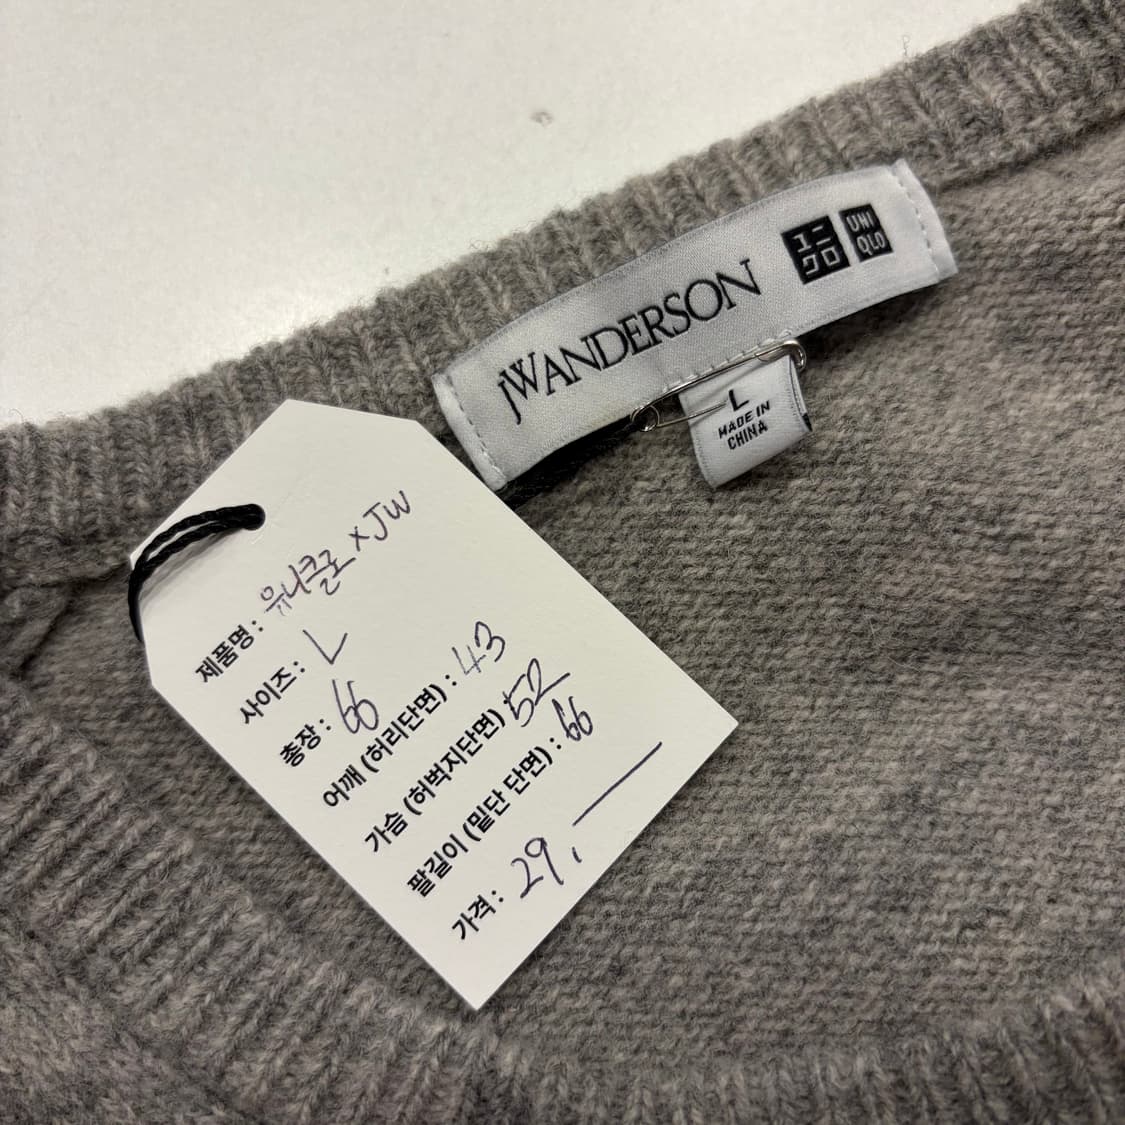 JWANDERSON
ユニ
クロ
UNI
QLO
L
MADE IN
CHINA
제품명 : 유니클로 x JW
사이즈 : L
총장 : 66
어깨 (허리단면) : 43
가슴 (허벅지단면) : 52
팔길이 (밑단 단면) : 66
가격 : 29,